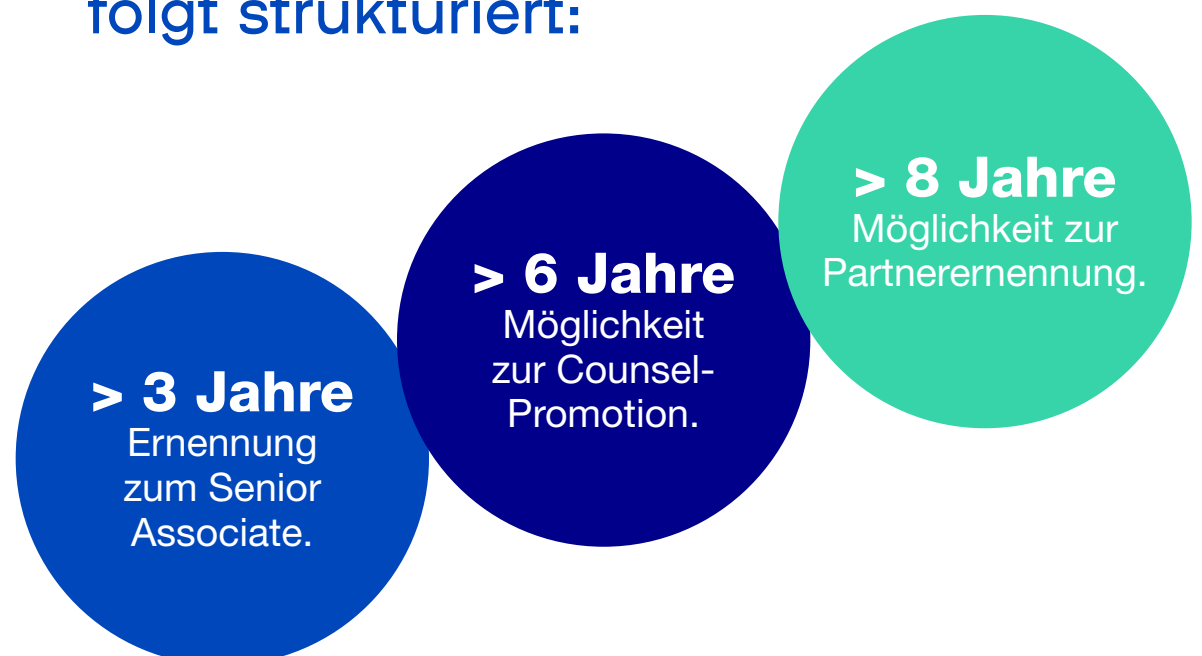 folgt strukturiert:
> 3 Jahre
Ernennung
zum Senior
Associate.
> 6 Jahre
Möglichkeit
zur Counsel-
Promotion.
> 8 Jahre
Möglichkeit zur
Partnerernennung.